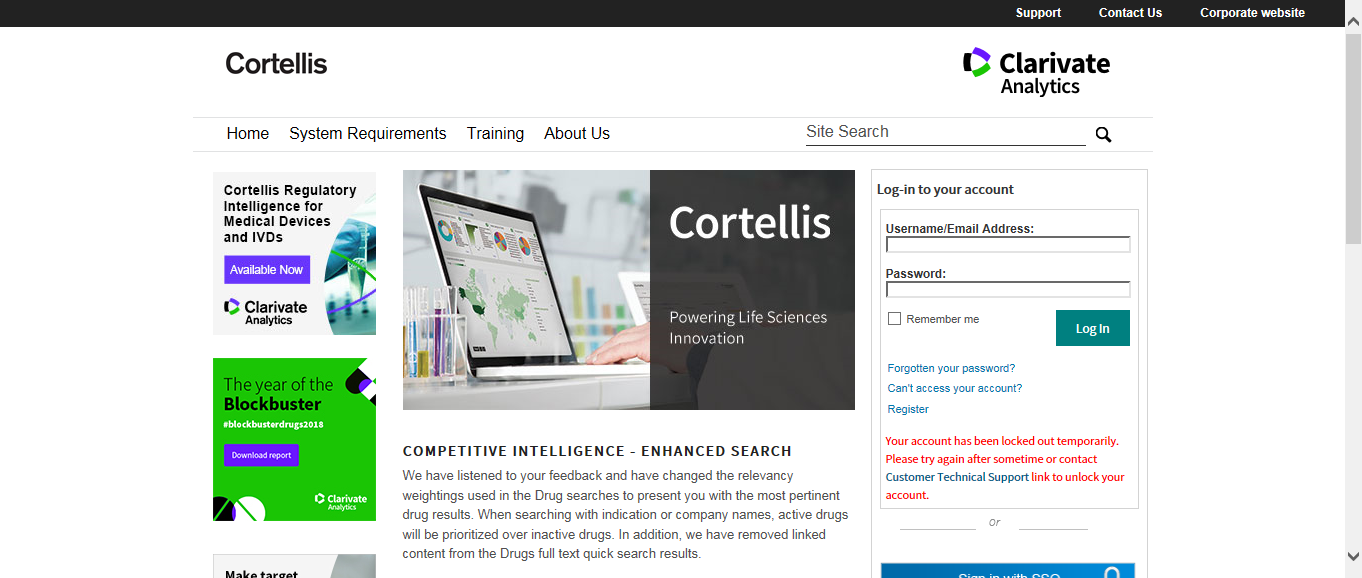 Support Contact Us Corporate website
Cortellis
Clarivate
Analytics
Home System Requirements Training About Us
Site Search
Cortellis Regulatory
Intelligence for
Medical Devices
and IVDs
Available Now
Clarivate
Analytics
The year of the
Blockbuster
#blockbusterdrugs2018
Download report
Clarivate
Analytics
Make target
Cortellis
Powering Life Sciences
Innovation
COMPETITIVE INTELLIGENCE - ENHANCED SEARCH
We have listened to your feedback and have changed the relevancy
weightings used in the Drug searches to present you with the most pertinent
drug results. When searching with indication or company names, active drugs
will be prioritized over inactive drugs. In addition, we have removed linked
content from the Drugs full text quick search results.
Log-in to your account
Username/Email Address:
Password:
Remember me
Log In
Forgotten your password?
Can't access your account?
Register
Your account has been locked out temporarily.
Please try again after sometime or contact
Customer Technical Support link to unlock your
account.
or
Sign in with SSO